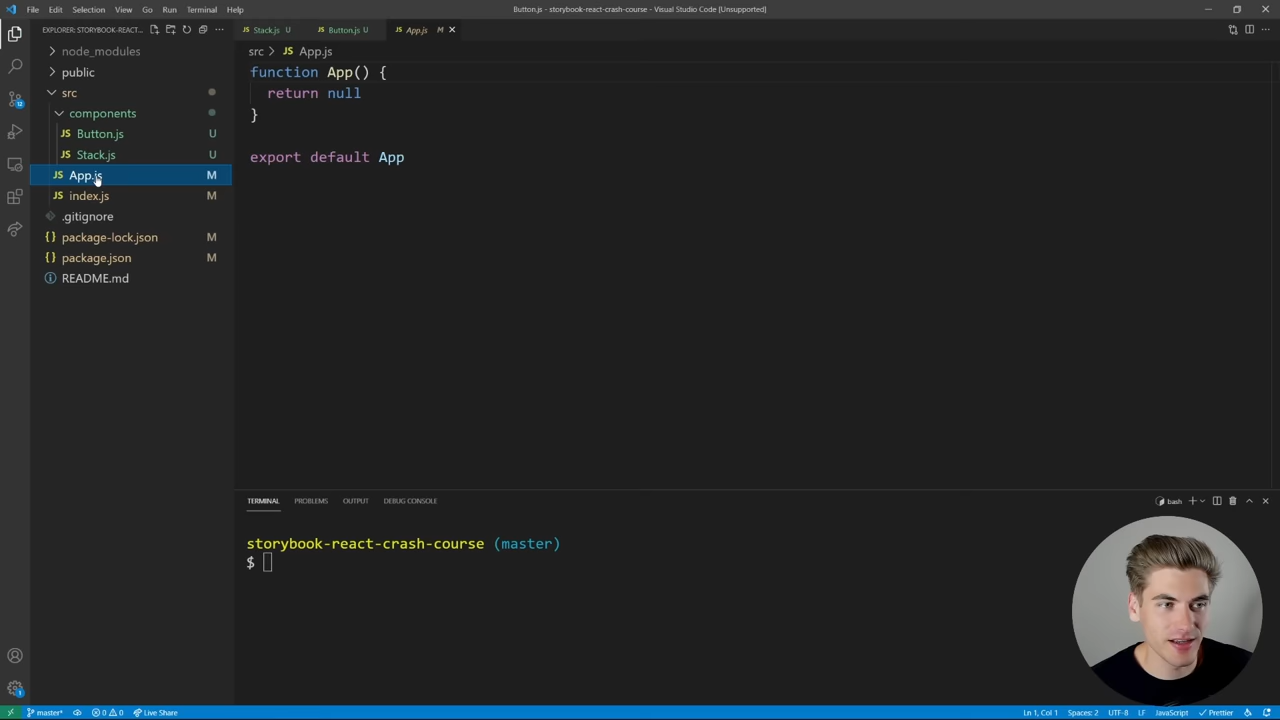 File Edit Selection View Go Run Terminal Help
Button.js - storybook-react-crash-course - Visual Studio Code [Unsupported]
EXPLORER: STORYBOOK-REACT...
node_modules
public
src
components
JS Button.js U
JS Stack.js U
JS App.js M
JS index.js M
.gitignore
{} package-lock.json M
{} package.json M
README.md
12
1
Stack.js U
Button.js U
JS App.js M
src > JS App.js
function App() {
return null
}
export default App
TERMINAL PROBLEMS OUTPUT DEBUG CONSOLE
bash
storybook-react-crash-course (master)
$
master*
0 0
Live Share
Ln 1, Col 1 Spaces: 2 UTF-8 LF JavaScript Prettier